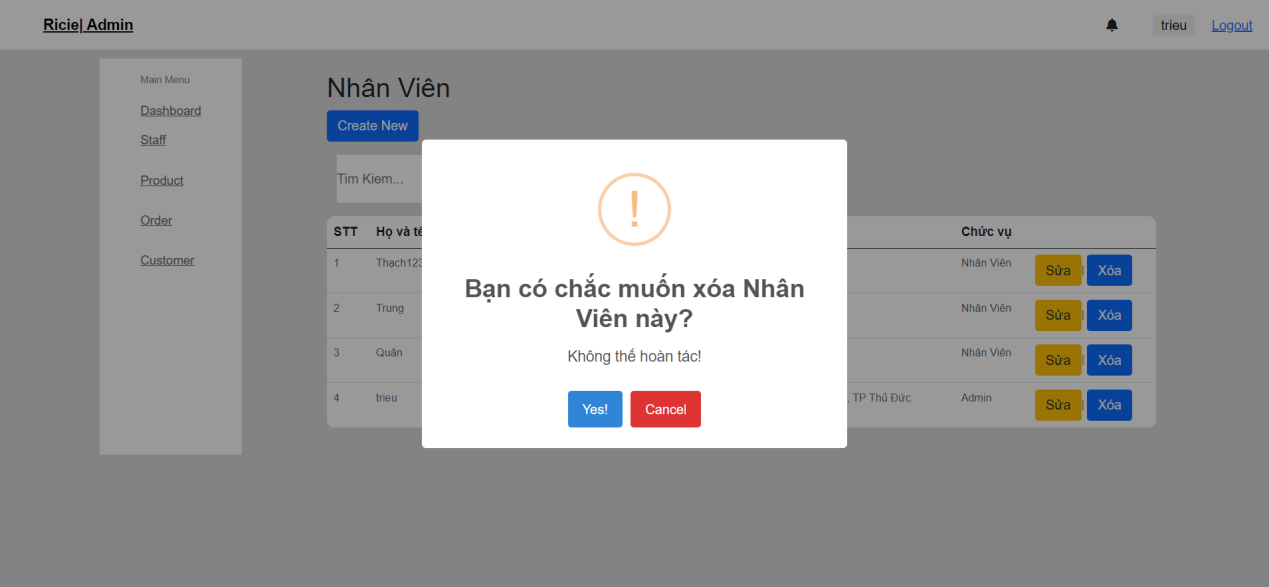 Ricie| Admin
trieu
Logout
Main Menu
Dashboard
Staff
Product
Order
Customer
Nhân Viên
Create New
Tim Kiem...
!
Bạn có chắc muốn xóa Nhân
Viên này?
Không thể hoàn tác!
Yes! Cancel
STT Họ và tê Chức vụ
1 Thạch123 Nhân Viên Sửa | Xóa
2 Trung Nhân Viên Sửa | Xóa
3 Quân Nhân Viên Sửa | Xóa
4 trieu , TP Thủ Đức Admin Sửa | Xóa